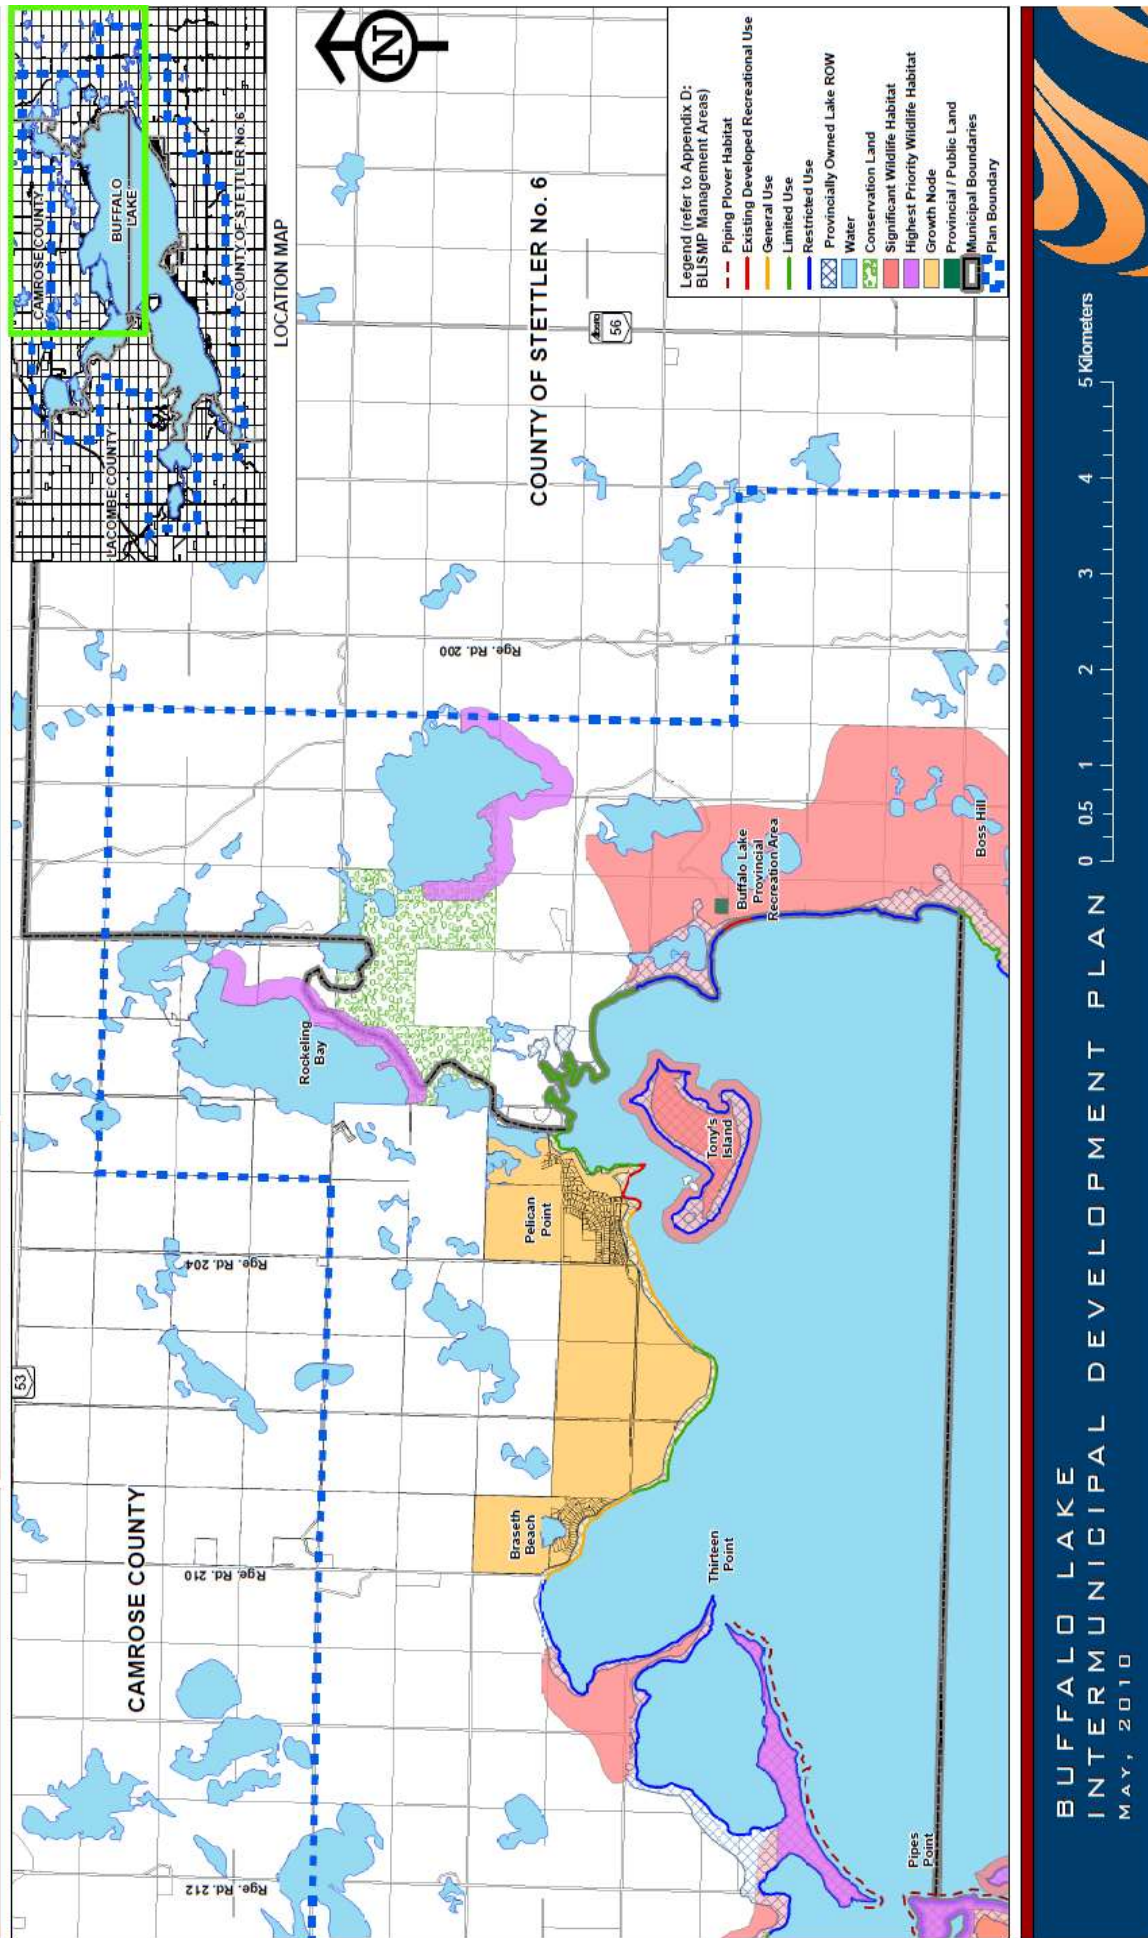 53
CAMROSE COUNTY
Rge. Rd. 212
Rge. Rd. 210
Rge. Rd. 204
Rge. Rd. 200
Rockeling
Bay
COUNTY OF STETTLER No. 6
Alberta
56
Braseth
Beach
Pelican
Point
Thirteen
Point
Tony's
Island
Buffalo Lake
Provincial
Recreation Area
Boss Hill
Pipes
Point
CAMROSE COUNTY
BUFFALO
LAKE
LACOMBE COUNTY
COUNTY OF STETTLER No. 6
LOCATION MAP
N
Legend (refer to Appendix D:
BLISMP Management Areas)
Piping Plover Habitat
Existing Developed Recreational Use
General Use
Limited Use
Restricted Use
Provincially Owned Lake ROW
Water
Conservation Land
Significant Wildlife Habitat
Highest Priority Wildlife Habitat
Growth Node
Provincial / Public Land
Municipal Boundaries
Plan Boundary
BUFFALO LAKE
INTERMUNICIPAL DEVELOPMENT PLAN
MAY, 2010
0 0.5 1 2 3 4 5 Kilometers